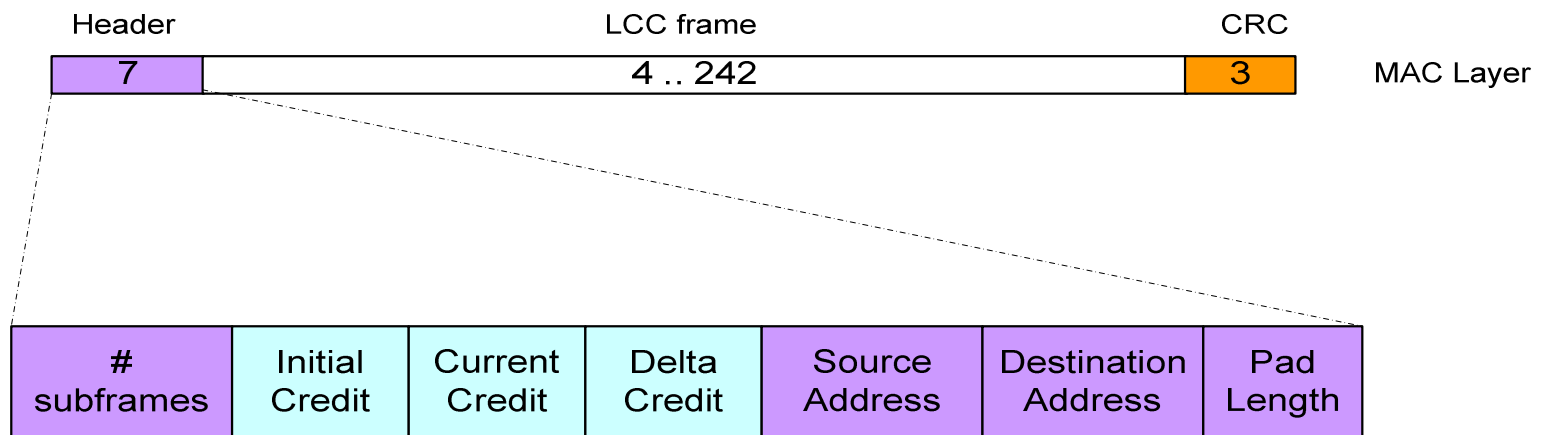 Header LCC frame CRC
7 4 .. 242 3 MAC Layer
# Initial Current Delta Source Destination Pad
subframes Credit Credit Credit Address Address Length